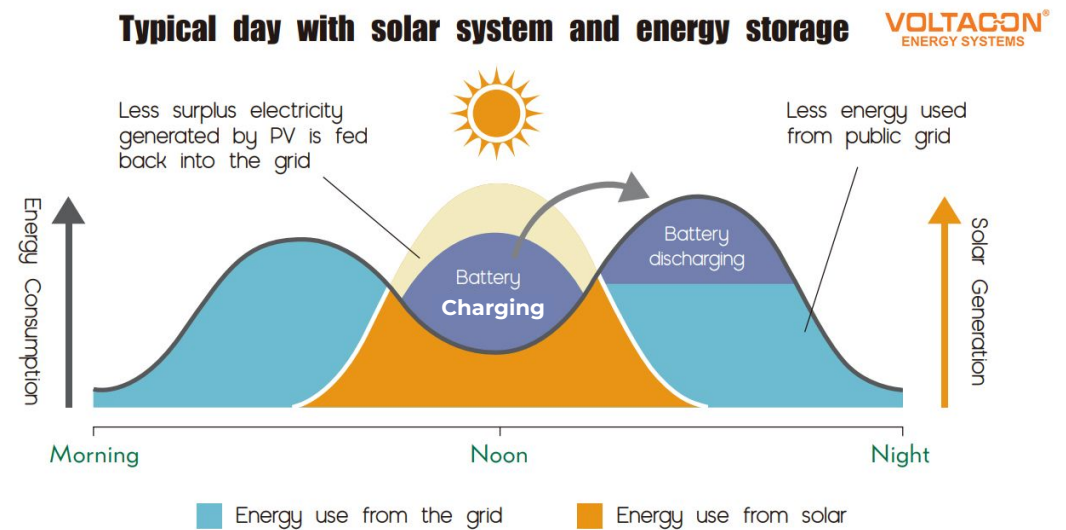 Typical day with solar system and energy storage
VOLTACON®
ENERGY SYSTEMS
Less surplus electricity
generated by PV is fed
back into the grid
Less energy used
from public grid
Energy Consumption
Battery
Charging
Battery
discharging
Solar Generation
Morning
Noon
Night
Energy use from the grid
Energy use from solar